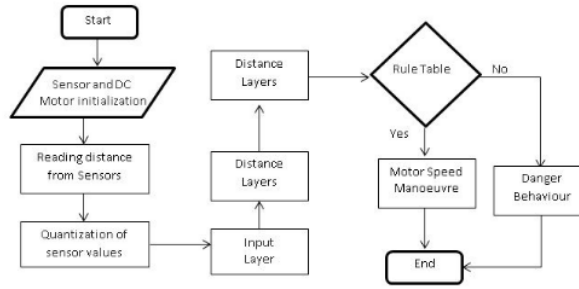 Start
Sensor and DC
Motor initialization
Reading distance
from Sensors
Quantization of
sensor values
Input
Layer
Distance
Layers
Distance
Layers
Rule Table
No
Yes
Motor Speed
Manoeuvre
Danger
Behaviour
End